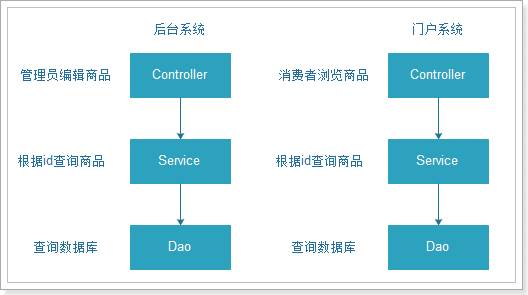 后台系统
门户系统
管理员编辑商品
Controller
消费者浏览商品
Controller
根据id查询商品
Service
根据id查询商品
Service
查询数据库
Dao
查询数据库
Dao